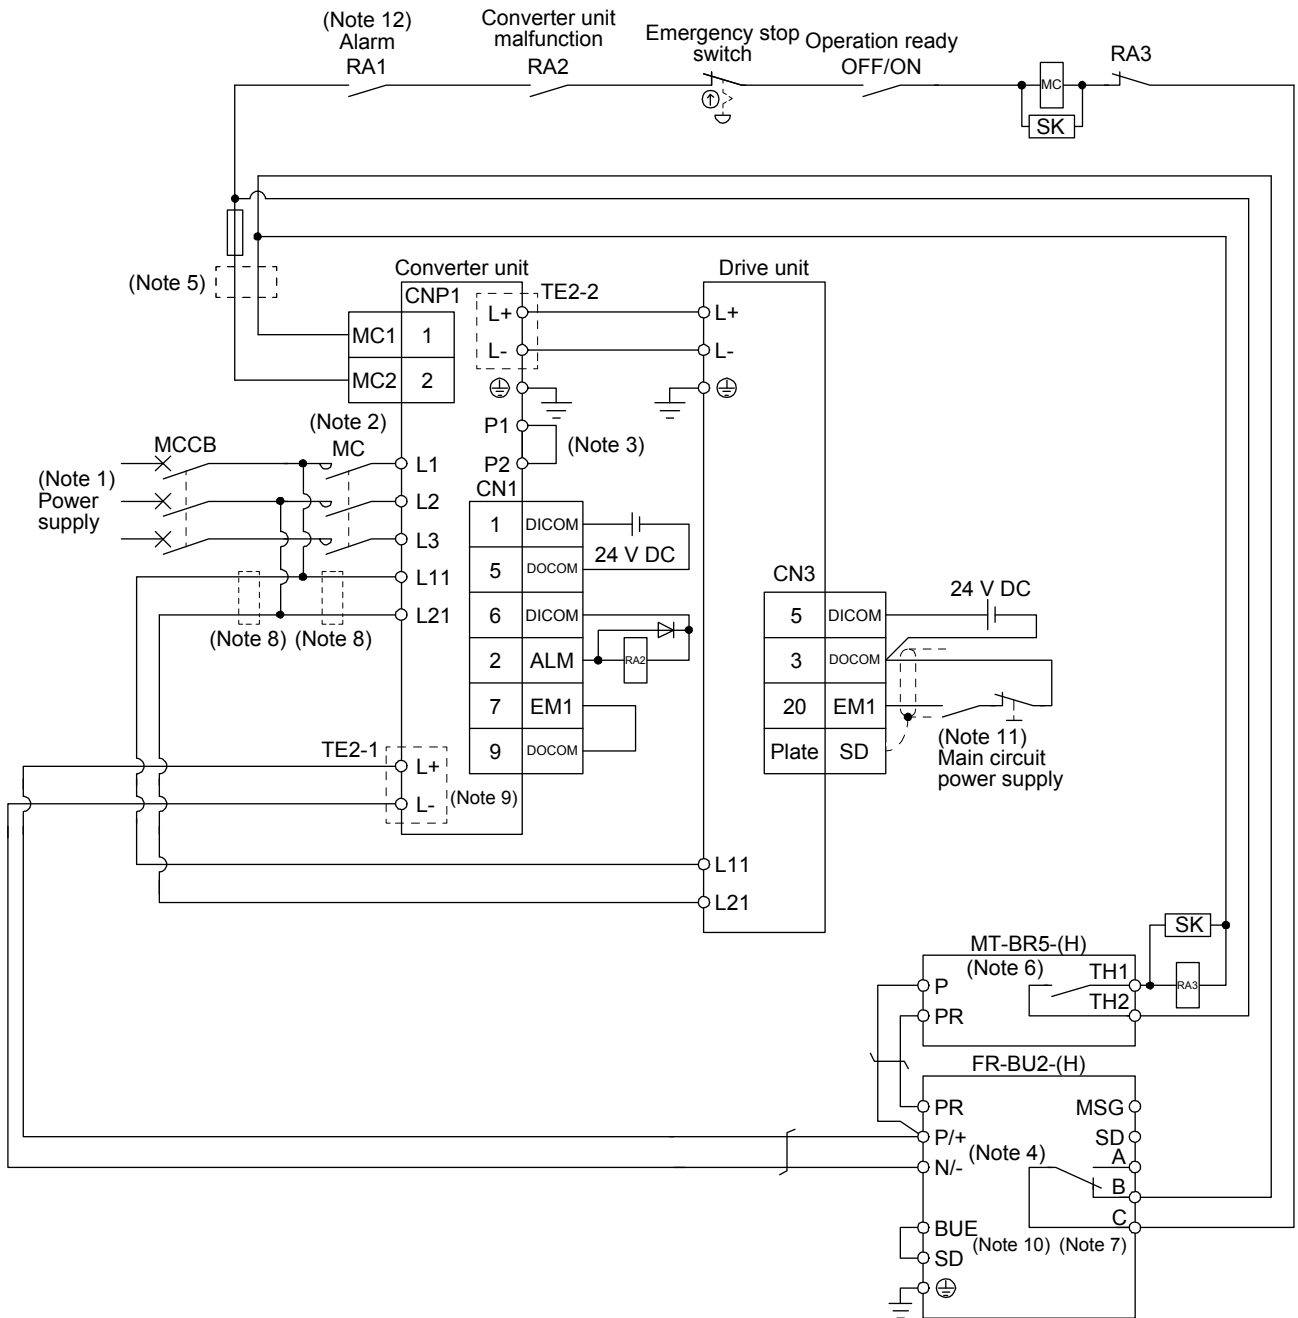 (Note 12)
Alarm
RA1
Converter unit
malfunction
RA2
Emergency stop
switch
Operation ready
OFF/ON
MC
SK
RA3
(Note 5)
Converter unit
Drive unit
CNP1
MC1 1
MC2 2
TE2-2
L+
L-
L+
L-
P1
P2
(Note 3)
(Note 2)
MC
MCCB
(Note 1)
Power
supply
L1
L2
L3
L11
L21
(Note 8) (Note 8)
CN1
1 DICOM
5 DOCOM
6 DICOM
2 ALM
7 EM1
9 DOCOM
24 V DC
RA2
CN3
5 DICOM
3 DOCOM
20 EM1
Plate SD
24 V DC
(Note 11)
Main circuit
power supply
TE2-1
L+
L-
(Note 9)
L11
L21
SK
MT-BR5-(H)
(Note 6)
P
PR
TH1
TH2
RA3
FR-BU2-(H)
PR
P/+
N/-
BUE
SD
MSG
SD
A
B
C
(Note 4)
(Note 10) (Note 7)